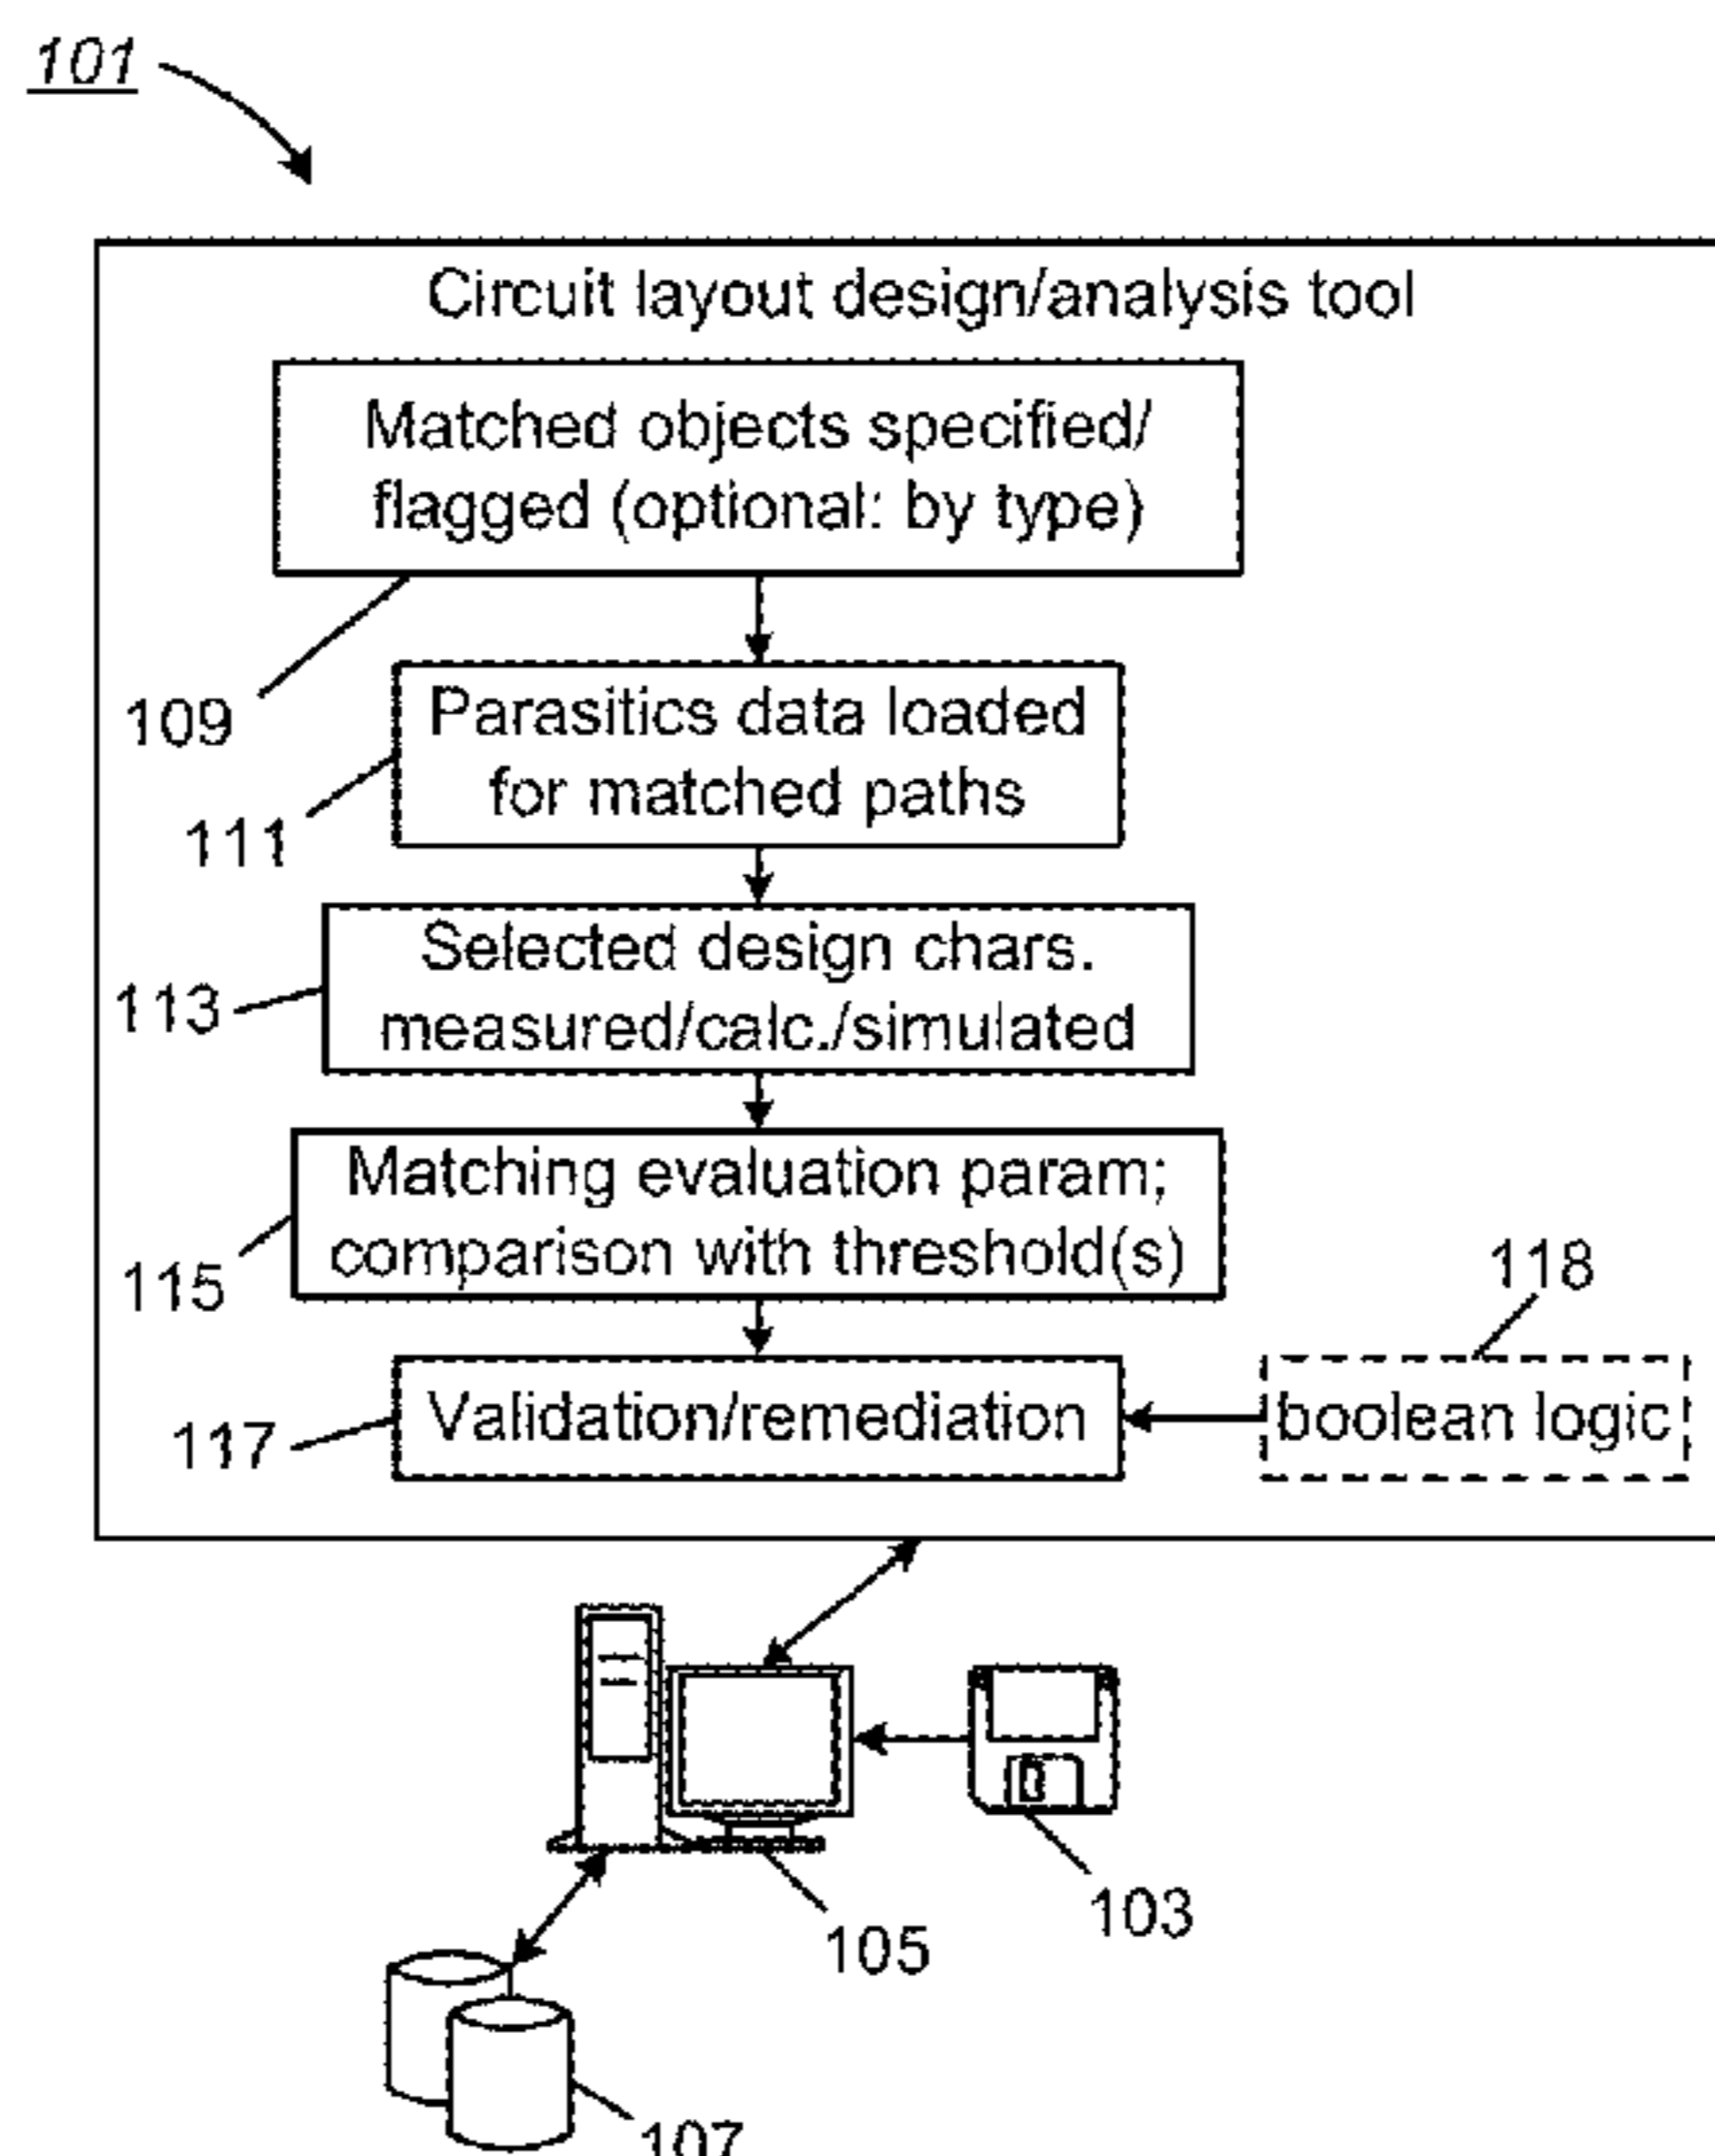 101
Circuit layout design/analysis tool
Matched objects specified/
flagged (optional: by type)
109
Parasitics data loaded
for matched paths
111
Selected design chars.
measured/calc./simulated
113
Matching evaluation param;
comparison with threshold(s)
115
118
Validation/remediation
boolean logic
117
103
105
107